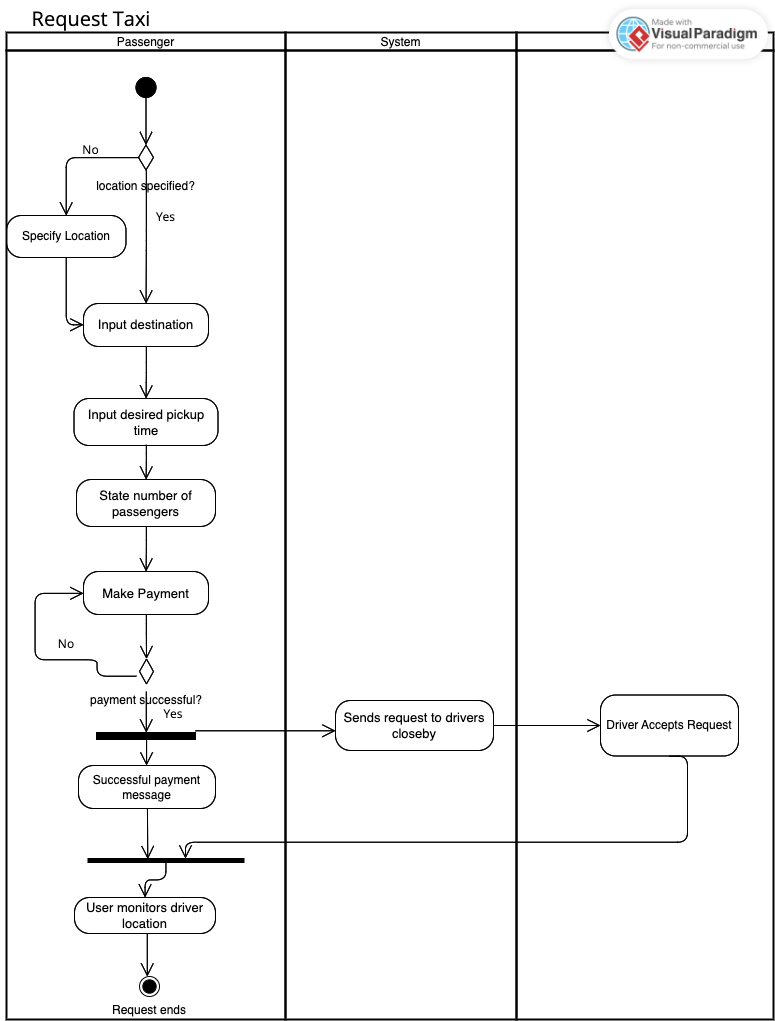 Request Taxi
Made with
VisualParadigm
For non-commercial use
Passenger
System
No
location specified?
Yes
Specify Location
Input destination
Input desired pickup
time
State number of
passengers
Make Payment
No
payment successful?
Yes
Sends request to drivers
closeby
Driver Accepts Request
Successful payment
message
User monitors driver
location
Request ends